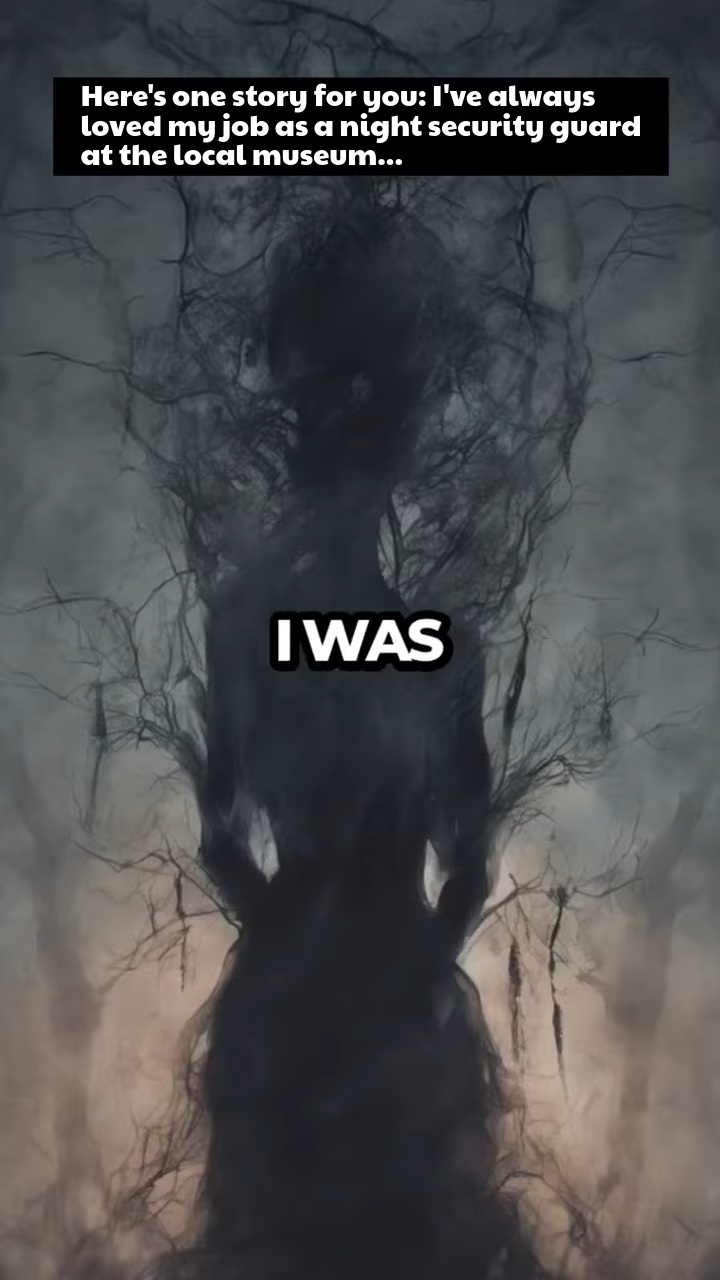 Here's one story for you: I've always
loved my job as a night security guard
at the local museum...
I WAS